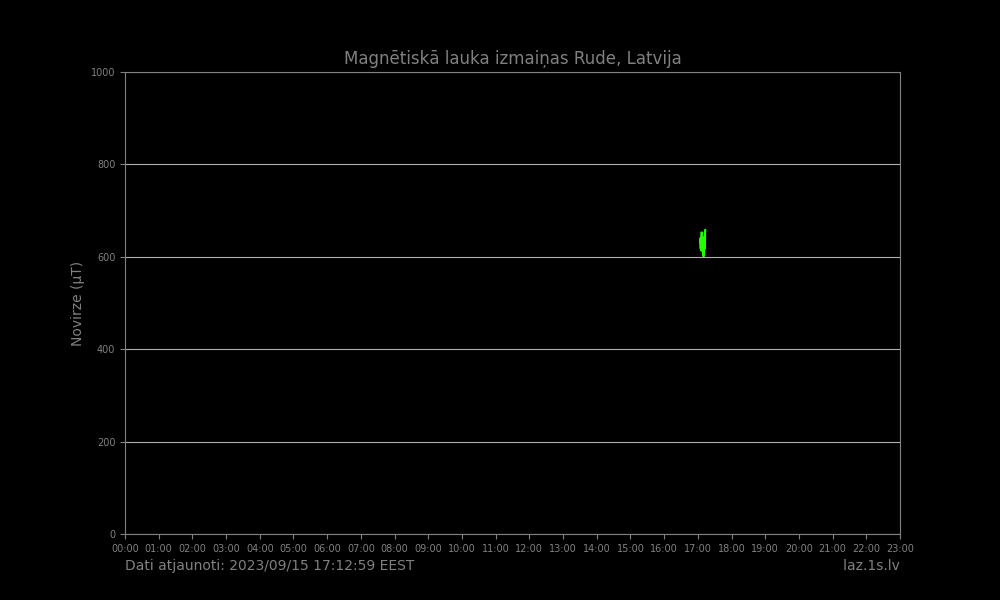 Magnētiskā lauka izmaiņas Rude, Latvija
1000
800
600
400
200
0
Novirze (µT)
00:00 01:00 02:00 03:00 04:00 05:00 06:00 07:00 08:00 09:00 10:00 11:00 12:00 13:00 14:00 15:00 16:00 17:00 18:00 19:00 20:00 21:00 22:00 23:00
Dati atjaunoti: 2023/09/15 17:12:59 EEST laz.1s.lv